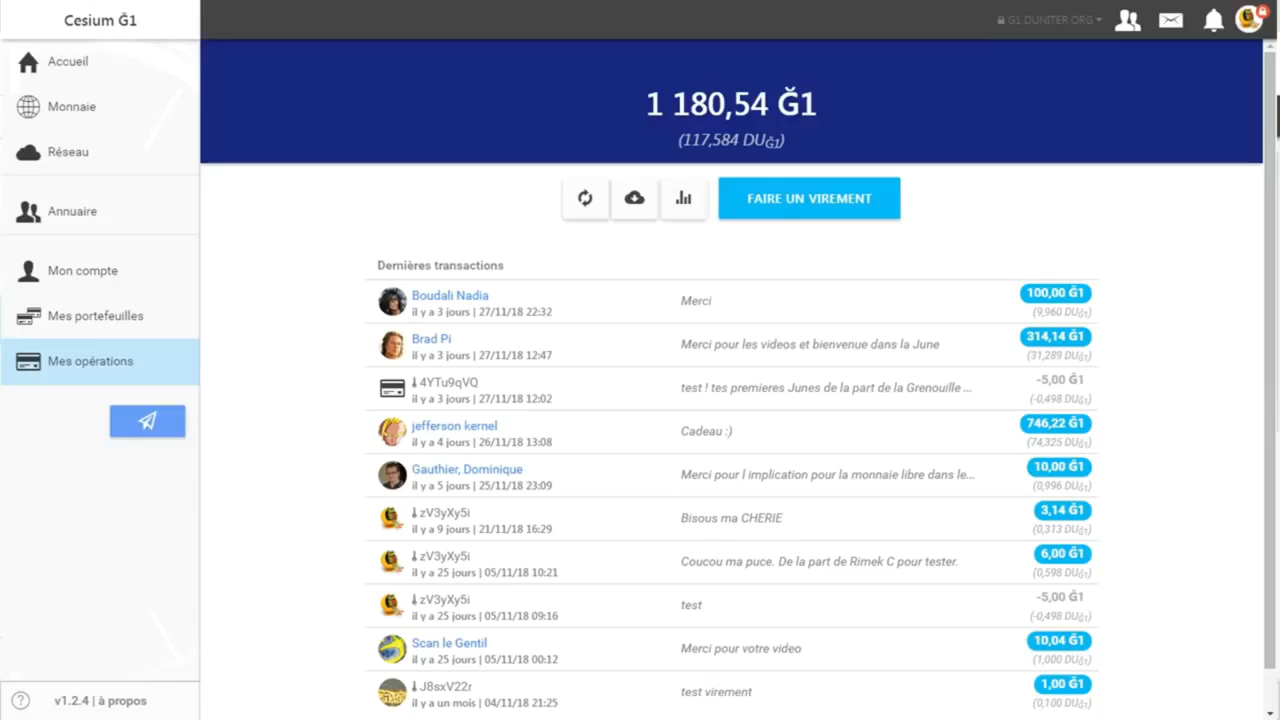 Cesium Ğ1
G1.DUNITER.ORG
Accueil
Monnaie
Réseau
Annuaire
Mon compte
Mes portefeuilles
Mes opérations
v1.2.4 | à propos
1 180,54 Ğ1
(117,584 DUĞ1)
FAIRE UN VIREMENT
Dernières transactions
Boudali Nadia
il y a 3 jours | 27/11/18 22:32
Merci
100,00 Ğ1
(9,960 DUĞ1)
Brad Pi
il y a 3 jours | 27/11/18 12:47
Merci pour les videos et bienvenue dans la June
314,14 Ğ1
(31,289 DUĞ1)
4YTu9qVQ
il y a 3 jours | 27/11/18 12:02
test ! tes premieres Junes de la part de la Grenouille ...
-5,00 Ğ1
(-0,498 DUĞ1)
jefferson kernel
il y a 4 jours | 26/11/18 13:08
Cadeau :)
746,22 Ğ1
(74,325 DUĞ1)
Gauthier, Dominique
il y a 5 jours | 25/11/18 23:09
Merci pour l implication pour la monnaie libre dans le...
10,00 Ğ1
(0,996 DUĞ1)
zV3yXy5i
il y a 9 jours | 21/11/18 16:29
Bisous ma CHERIE
3,14 Ğ1
(0,313 DUĞ1)
zV3yXy5i
il y a 25 jours | 05/11/18 10:21
Coucou ma puce. De la part de Rimek C pour tester.
6,00 Ğ1
(0,598 DUĞ1)
zV3yXy5i
il y a 25 jours | 05/11/18 09:16
test
-5,00 Ğ1
(-0,498 DUĞ1)
Scan le Gentil
il y a 25 jours | 05/11/18 00:12
Merci pour votre video
10,04 Ğ1
(1,000 DUĞ1)
J8sxV22r
il y a un mois | 04/11/18 21:25
test virement
1,00 Ğ1
(0,100 DUĞ1)